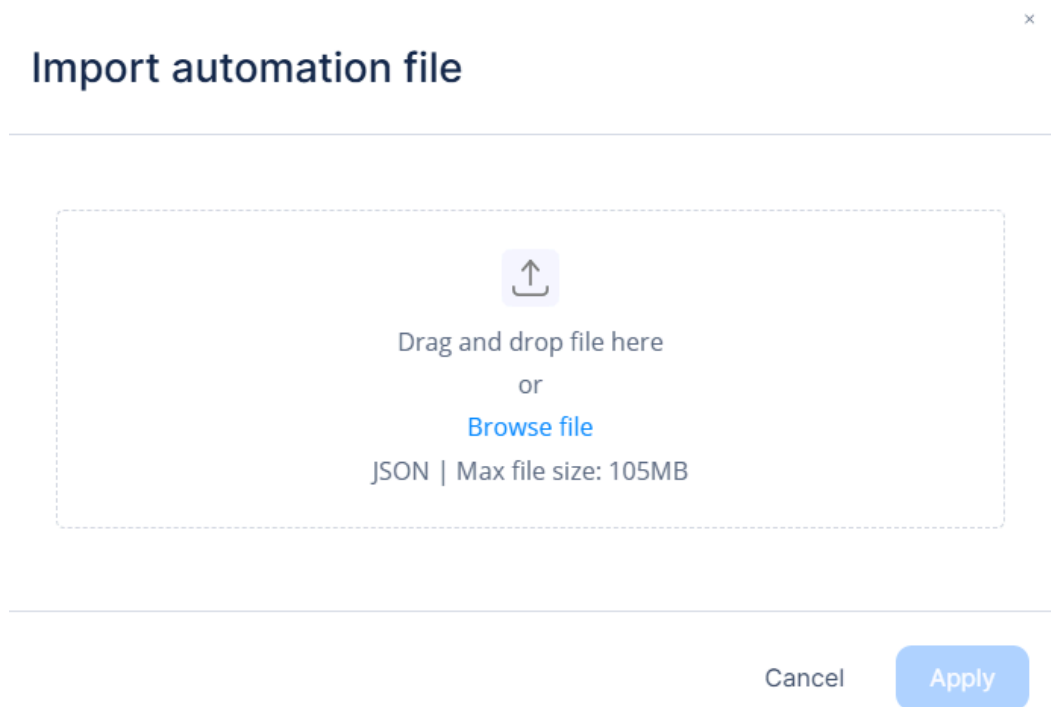 ×
Import automation file
Drag and drop file here
or
Browse file
JSON | Max file size: 105MB
Cancel
Apply